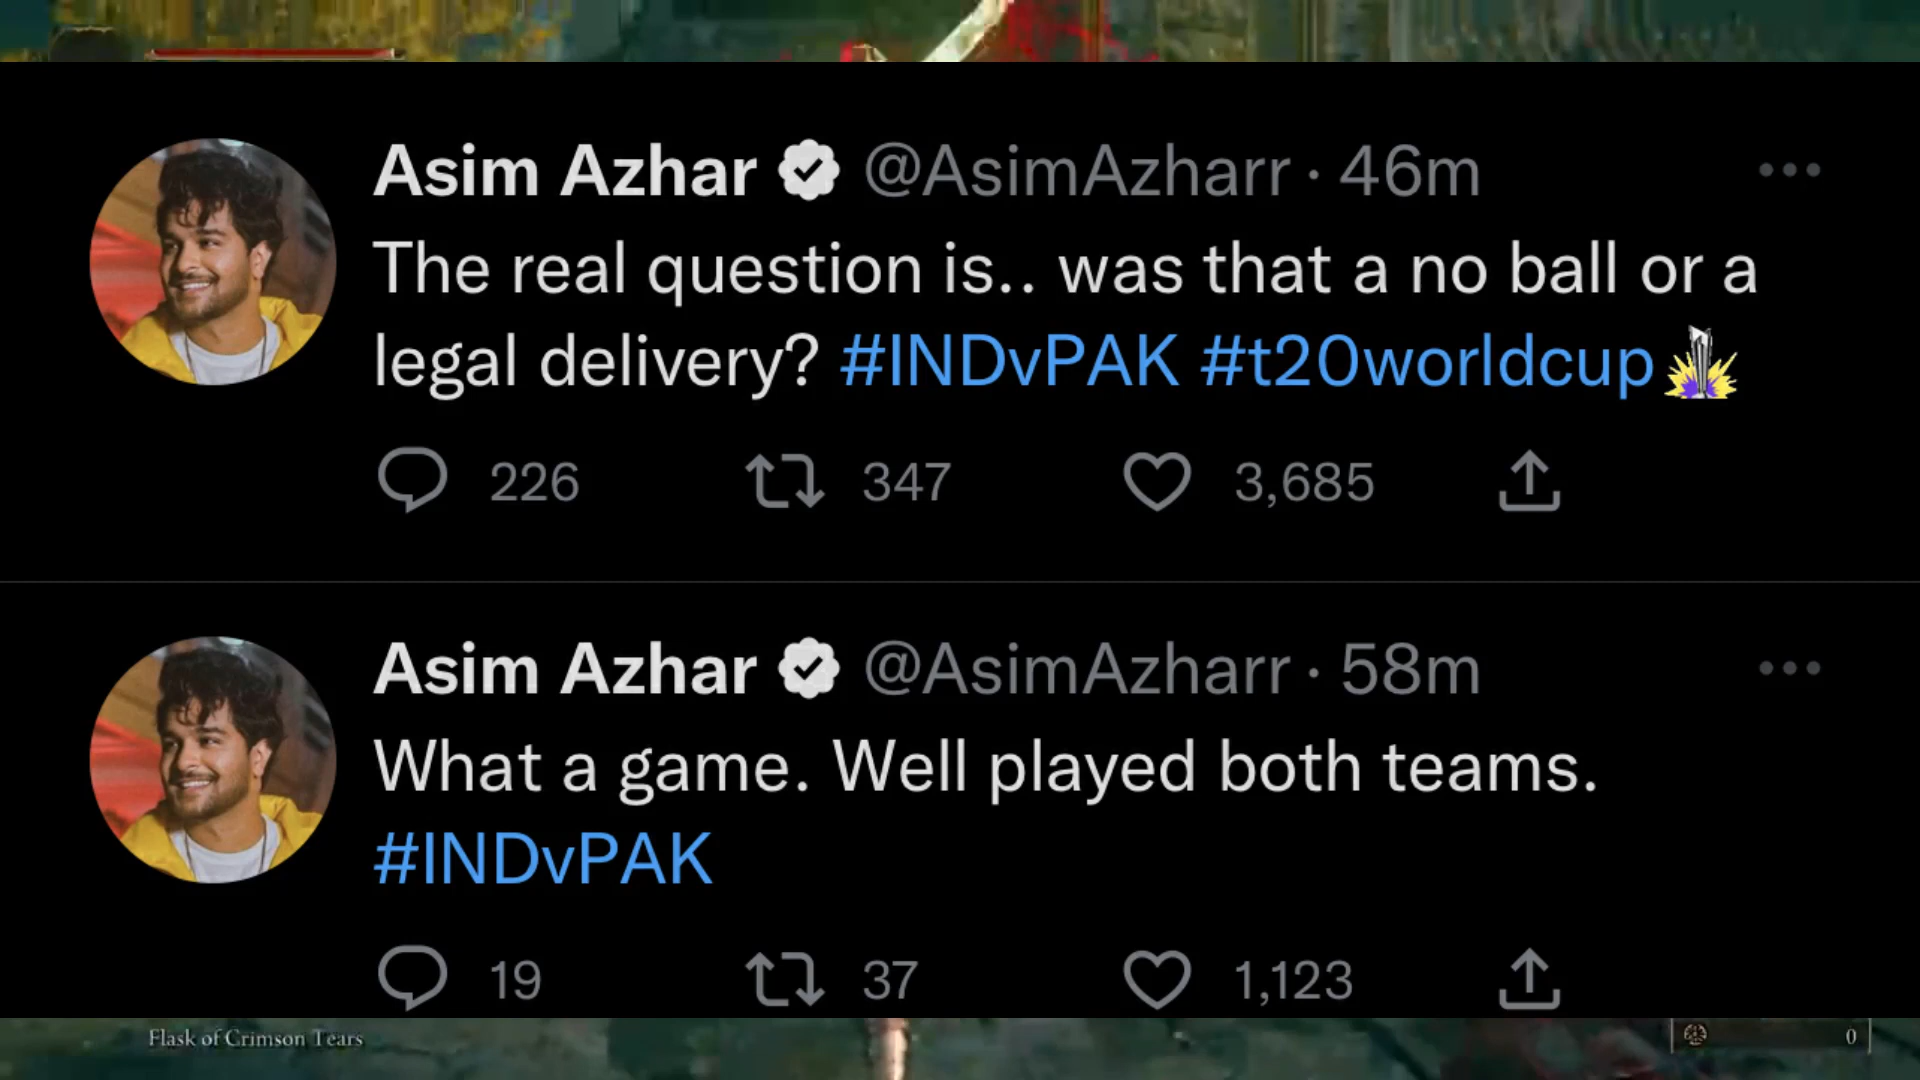 Asim Azhar @AsimAzharr · 46m
The real question is.. was that a no ball or a
legal delivery? #INDvPAK #t20worldcup
226 347 3,685
Asim Azhar @AsimAzharr · 58m
What a game. Well played both teams.
#INDvPAK
19 37 1,123
Flask of Crimson Tears 0